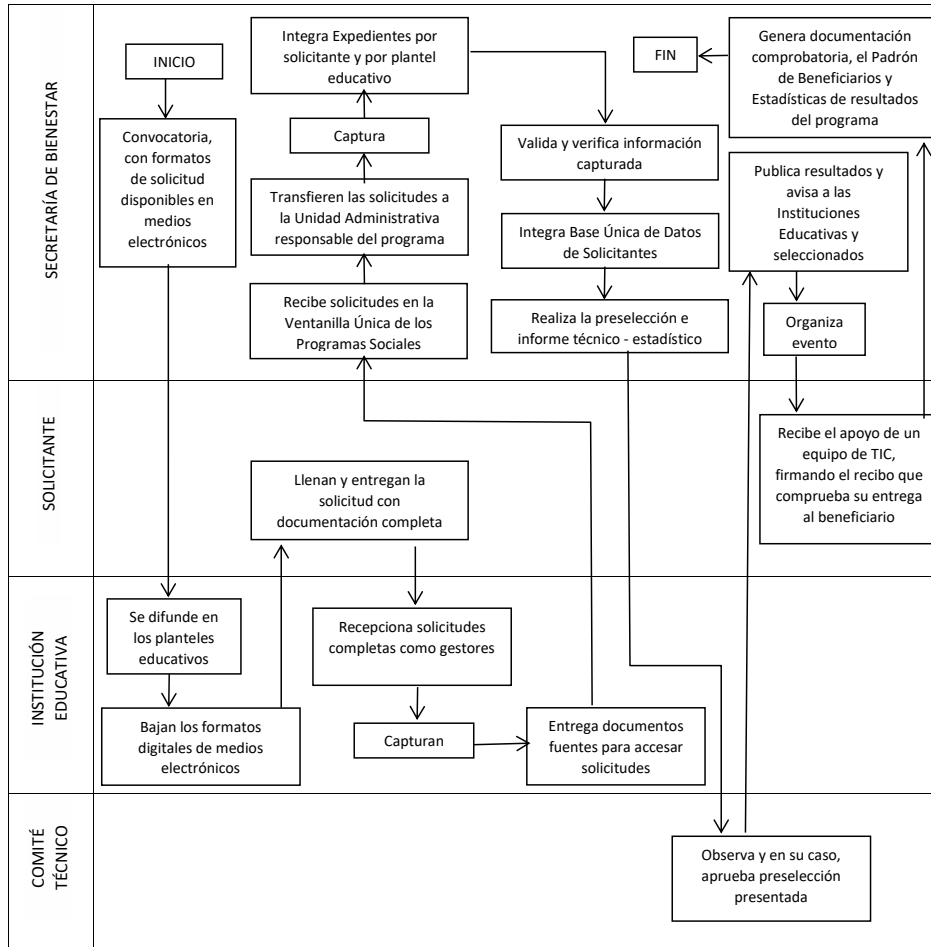 SECRETARÍA DE BIENESTAR
INICIO
Convocatoria,
con formatos
de solicitud
disponibles en
medios
electrónicos
Integra Expedientes por
solicitante y por plantel
educativo
Captura
Transfieren las solicitudes a
la Unidad Administrativa
responsable del programa
Recibe solicitudes en la
Ventanilla Única de los
Programas Sociales
Valida y verifica información
capturada
Integra Base Única de Datos
de Solicitantes
Realiza la preselección e
informe técnico - estadístico
FIN
Genera documentación
comprobatoria, el Padrón
de Beneficiarios y
Estadísticas de resultados
del programa
Publica resultados y
avisa a las
Instituciones
Educativas y
seleccionados
Organiza
evento
SOLICITANTE
Llenan y entregan la
solicitud con
documentación completa
Recibe el apoyo de un
equipo de TIC,
firmando el recibo que
comprueba su entrega
al beneficiario
INSTITUCIÓN
EDUCATIVA
Se difunde en
los planteles
educativos
Bajan los formatos
digitales de medios
electrónicos
Recepciona solicitudes
completas como gestores
Capturan
Entrega documentos
fuentes para accesar
solicitudes
COMITÉ
TÉCNICO
Observa y en su caso,
aprueba preselección
presentada